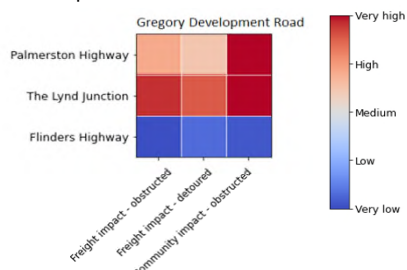 Gregory Development Road
Palmerston Highway
The Lynd Junction
Flinders Highway
Freight impact - obstructed
Freight impact - detoured
ommunity impact - obstructed
Very high
High
Medium
Low
Very low